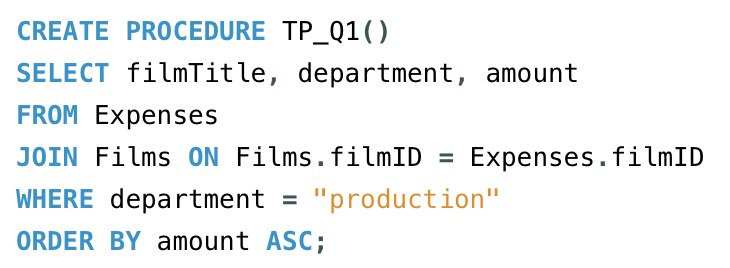 CREATE PROCEDURE TP_Q1()
SELECT filmTitle, department, amount
FROM Expenses
JOIN Films ON Films.filmID = Expenses.filmID
WHERE department = "production"
ORDER BY amount ASC;